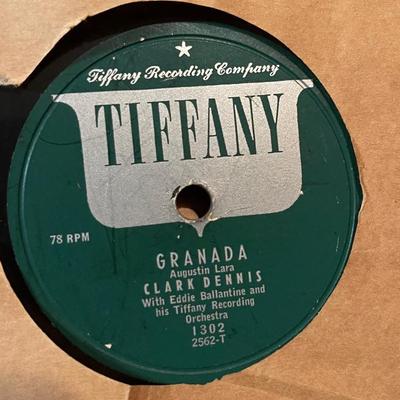 Tiffany Recording Company
TIFFANY
78 RPM
GRANADA
Augustin Lara
CLARK DENNIS
With Eddie Ballantine and
his Tiffany Recording
Orchestra
1302
2562-T